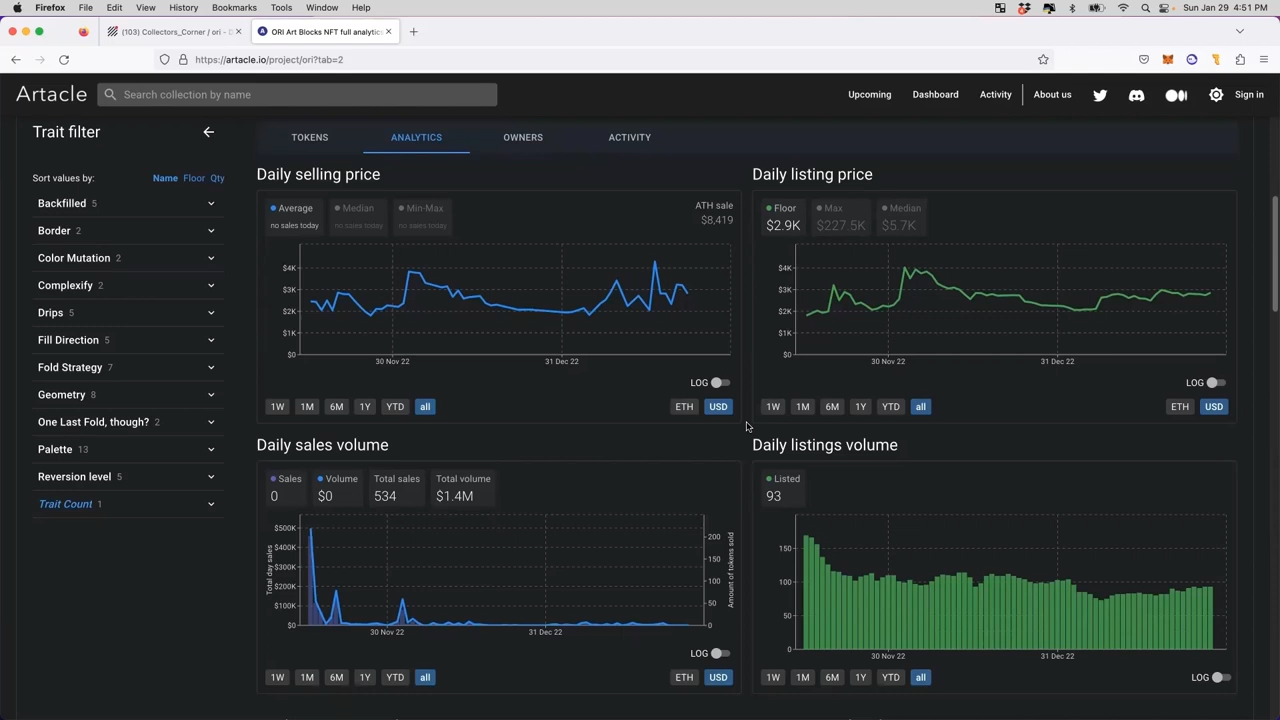 Firefox File Edit View History Bookmarks Tools Window Help Sun Jan 29 4:51 PM
(103) Collectors_Corner / ori - D ORI Art Blocks NFT full analytics
https://artacle.io/project/ori?tab=2
Artacle Search collection by name Upcoming Dashboard Activity About us Sign in
Trait filter
TOKENS ANALYTICS OWNERS ACTIVITY
Sort values by: Name Floor Qty
Backfilled 5
Border 2
Color Mutation 2
Complexify 2
Drips 5
Fill Direction 5
Fold Strategy 7
Geometry 8
One Last Fold, though? 2
Palette 13
Reversion level 5
Trait Count 1
Daily selling price
Average Median Min-Max ATH sale
no sales today no sales today no sales today $8,419
$4K
$3K
$2K
$1K
$0
30 Nov 22 31 Dec 22
LOG
1W 1M 6M 1Y YTD all ETH USD
Daily listing price
Floor Max Median
$2.9K $227.5K $5.7K
$4K
$3K
$2K
$1K
$0
30 Nov 22 31 Dec 22
LOG
1W 1M 6M 1Y YTD all ETH USD
Daily sales volume
Sales Volume Total sales Total volume
0 $0 534 $1.4M
Total day sales
$500K
$400K
$300K
$200K
$100K
$0
200
150
100
50
0
Amount of tokens sold
30 Nov 22 31 Dec 22
LOG
1W 1M 6M 1Y YTD all ETH USD
Daily listings volume
Listed
93
150
100
50
0
30 Nov 22 31 Dec 22
1W 1M 6M 1Y YTD all LOG